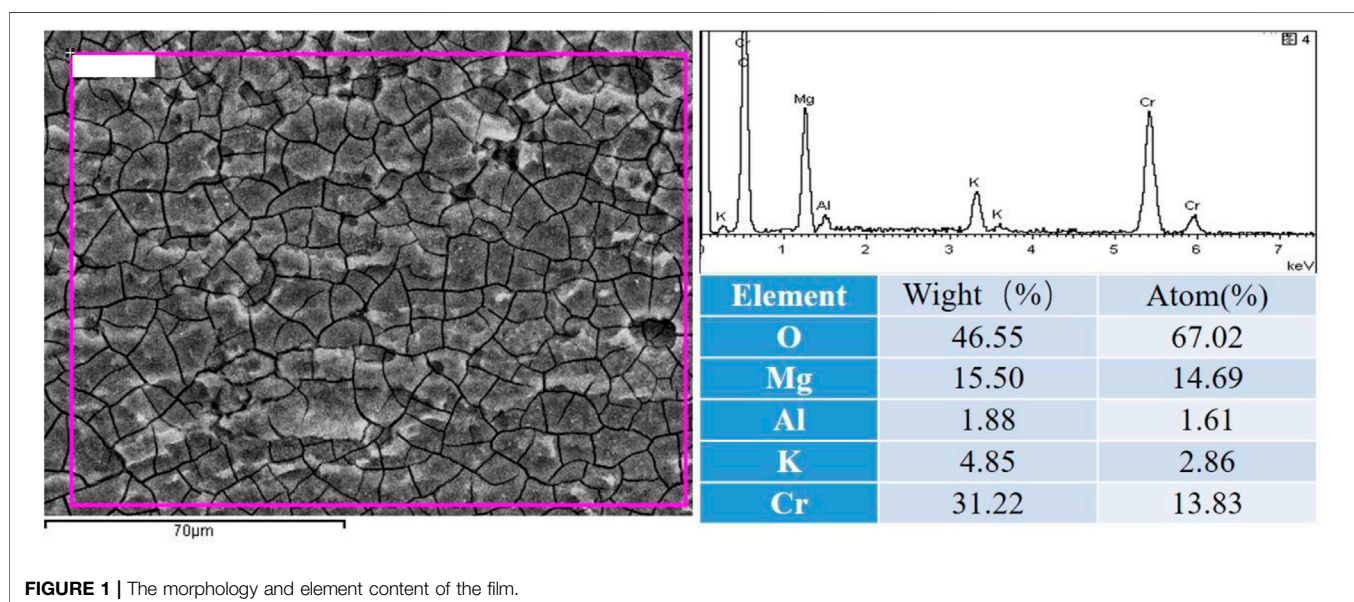 图 4
Cr
O
Mg
Cr
K
K
Al
K
Cr
1 2 3 4 5 6 7
keV
70µm
Element Wight (%) Atom(%)
O 46.55 67.02
Mg 15.50 14.69
Al 1.88 1.61
K 4.85 2.86
Cr 31.22 13.83
FIGURE 1 | The morphology and element content of the film.